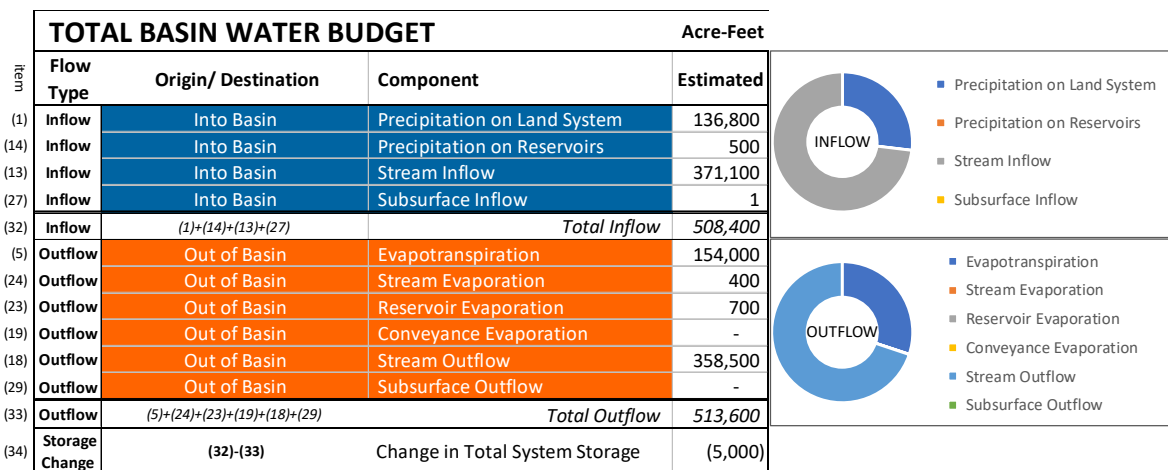 TOTAL BASIN WATER BUDGET Acre-Feet
item Flow Type Origin/ Destination Component Estimated
(1) Inflow Into Basin Precipitation on Land System 136,800
(14) Inflow Into Basin Precipitation on Reservoirs 500
(13) Inflow Into Basin Stream Inflow 371,100
(27) Inflow Into Basin Subsurface Inflow 1
(32) Inflow (1)+(14)+(13)+(27) Total Inflow 508,400
(5) Outflow Out of Basin Evapotranspiration 154,000
(24) Outflow Out of Basin Stream Evaporation 400
(23) Outflow Out of Basin Reservoir Evaporation 700
(19) Outflow Out of Basin Conveyance Evaporation -
(18) Outflow Out of Basin Stream Outflow 358,500
(29) Outflow Out of Basin Subsurface Outflow -
(33) Outflow (5)+(24)+(23)+(19)+(18)+(29) Total Outflow 513,600
(34) Storage Change (32)-(33) Change in Total System Storage (5,000)
INFLOW
Precipitation on Land System
Precipitation on Reservoirs
Stream Inflow
Subsurface Inflow
OUTFLOW
Evapotranspiration
Stream Evaporation
Reservoir Evaporation
Conveyance Evaporation
Stream Outflow
Subsurface Outflow